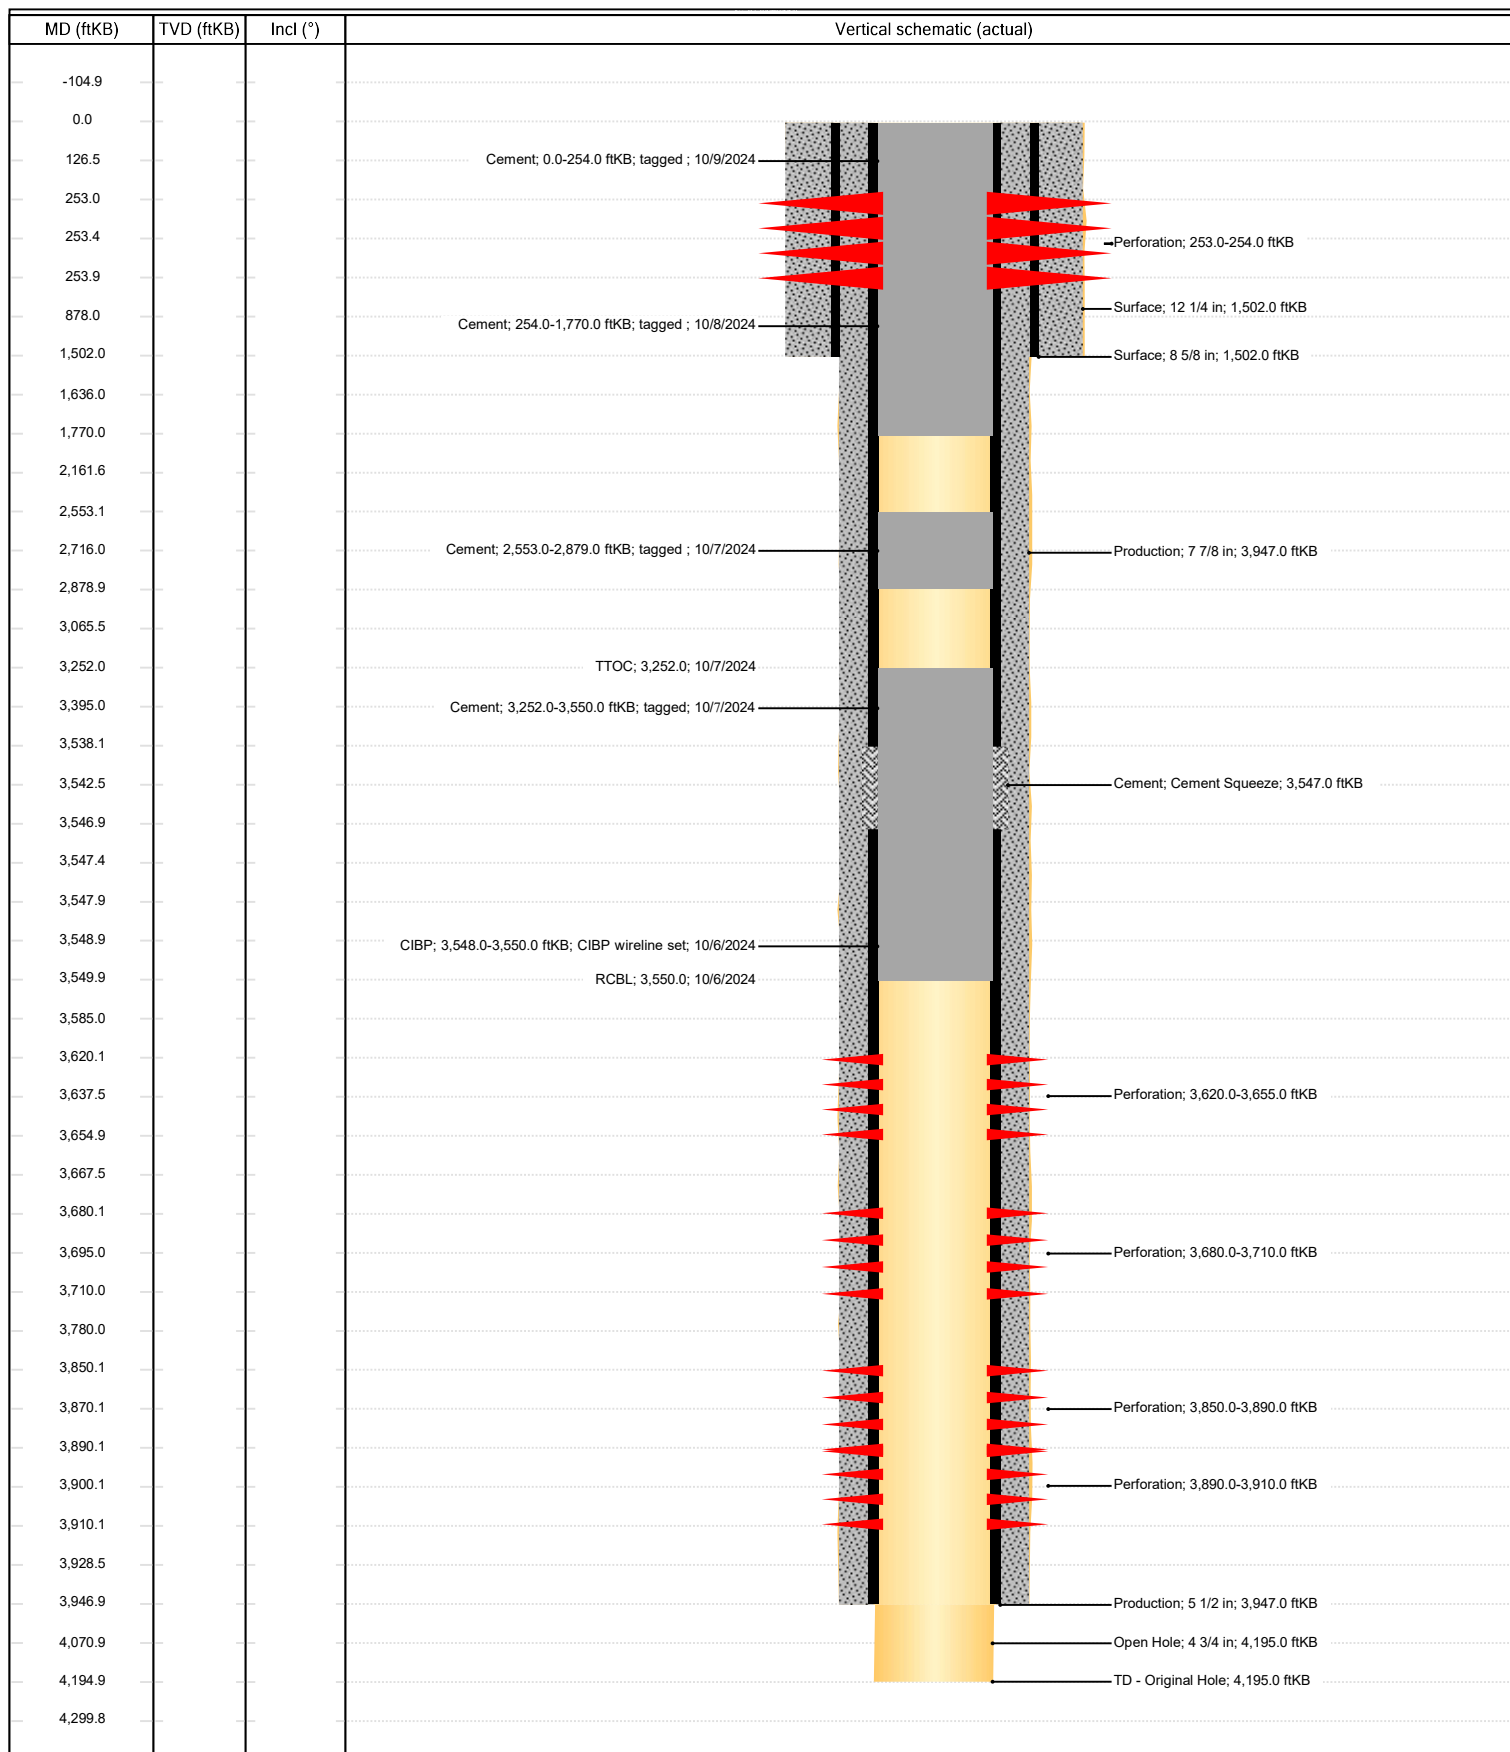 MD (ftKB) TVD (ftKB) Incl (°) Vertical schematic (actual)
-104.9
0.0
126.5 Cement; 0.0-254.0 ftKB; tagged ; 10/9/2024
253.0
253.4 Perforation; 253.0-254.0 ftKB
253.9
878.0 Surface; 12 1/4 in; 1,502.0 ftKB
Cement; 254.0-1,770.0 ftKB; tagged ; 10/8/2024
1,502.0 Surface; 8 5/8 in; 1,502.0 ftKB
1,636.0
1,770.0
2,161.6
2,553.1
2,716.0 Cement; 2,553.0-2,879.0 ftKB; tagged ; 10/7/2024 Production; 7 7/8 in; 3,947.0 ftKB
2,878.9
3,065.5
3,252.0 TTOC; 3,252.0; 10/7/2024
3,395.0 Cement; 3,252.0-3,550.0 ftKB; tagged; 10/7/2024
3,538.1
3,542.5 Cement; Cement Squeeze; 3,547.0 ftKB
3,546.9
3,547.4
3,547.9
3,548.9 CIBP; 3,548.0-3,550.0 ftKB; CIBP wireline set; 10/6/2024
3,549.9 RCBL; 3,550.0; 10/6/2024
3,585.0
3,620.1
3,637.5 Perforation; 3,620.0-3,655.0 ftKB
3,654.9
3,667.5
3,680.1
3,695.0 Perforation; 3,680.0-3,710.0 ftKB
3,710.0
3,780.0
3,850.1
3,870.1 Perforation; 3,850.0-3,890.0 ftKB
3,890.1
3,900.1 Perforation; 3,890.0-3,910.0 ftKB
3,910.1
3,928.5
3,946.9 Production; 5 1/2 in; 3,947.0 ftKB
4,070.9 Open Hole; 4 3/4 in; 4,195.0 ftKB
4,194.9 TD - Original Hole; 4,195.0 ftKB
4,299.8